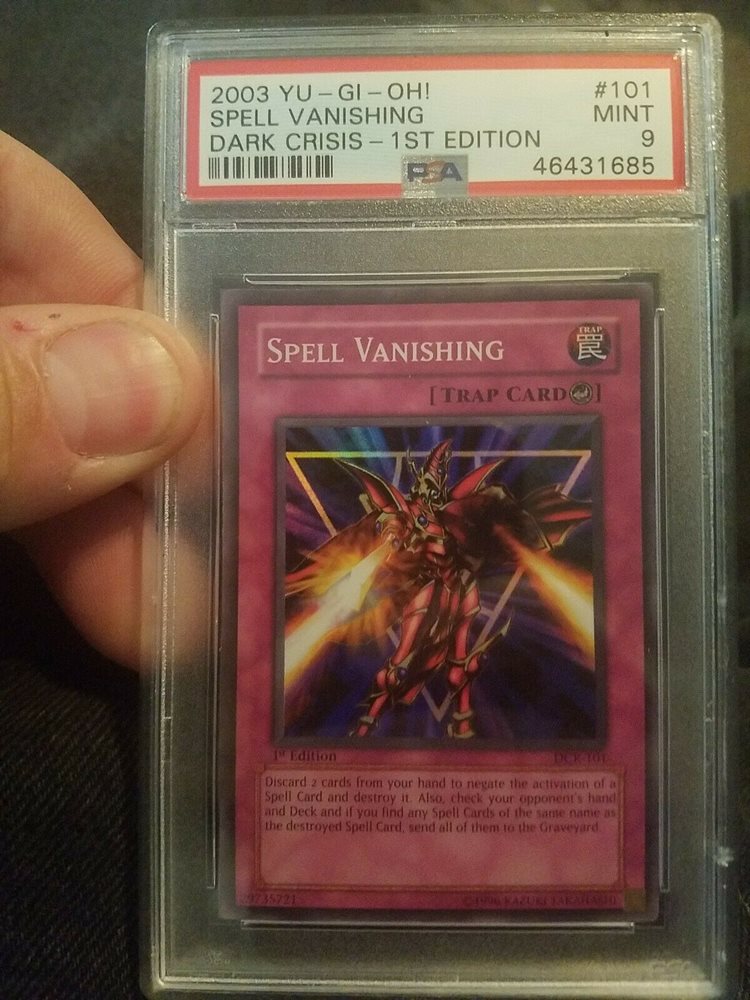 2003 YU-GI-OH! #101
SPELL VANISHING MINT
DARK CRISIS-1ST EDITION 9
PSA 46431685
SPELL VANISHING TRAP 罠
[TRAP CARD]
1st Edition DCR-101
Discard 2 cards from your hand to negate the activation of a
Spell Card and destroy it. Also, check your opponent's hand
and Deck and if you find any Spell Cards of the same name as
the destroyed Spell Card, send all of them to the Graveyard.
©1996 KAZUKI TAKAHASHI